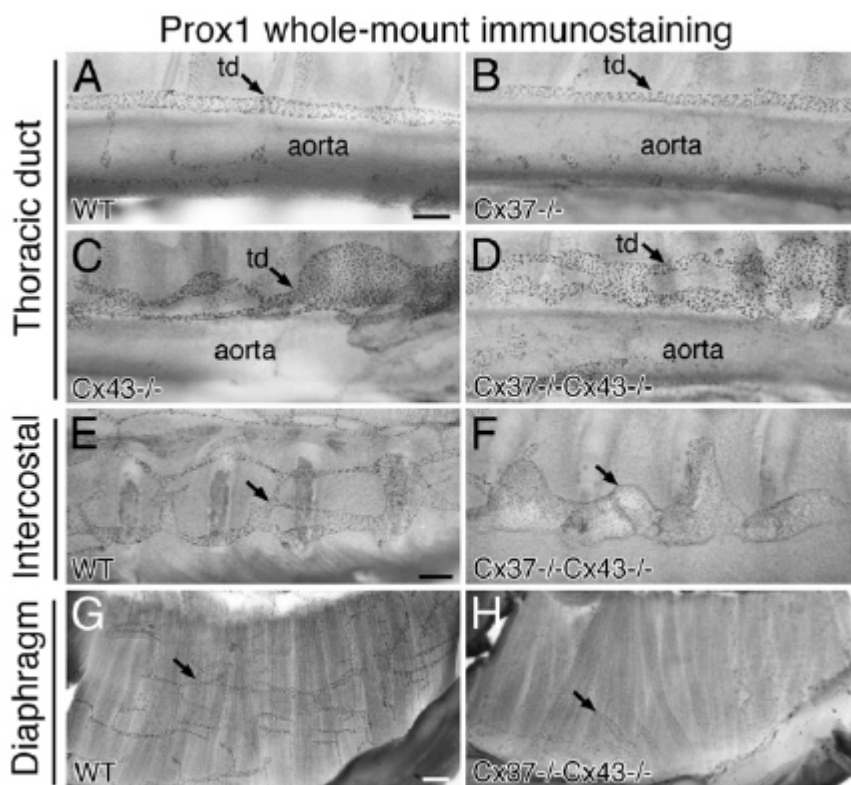 Prox1 whole-mount immunostaining
Thoracic duct
A
td
aorta
WT
B
td
aorta
Cx37-/-
C
td
aorta
Cx43-/-
D
td
aorta
Cx37-/-Cx43-/-
Intercostal
E
WT
F
Cx37-/-Cx43-/-
Diaphragm
G
WT
H
Cx37-/-Cx43-/-